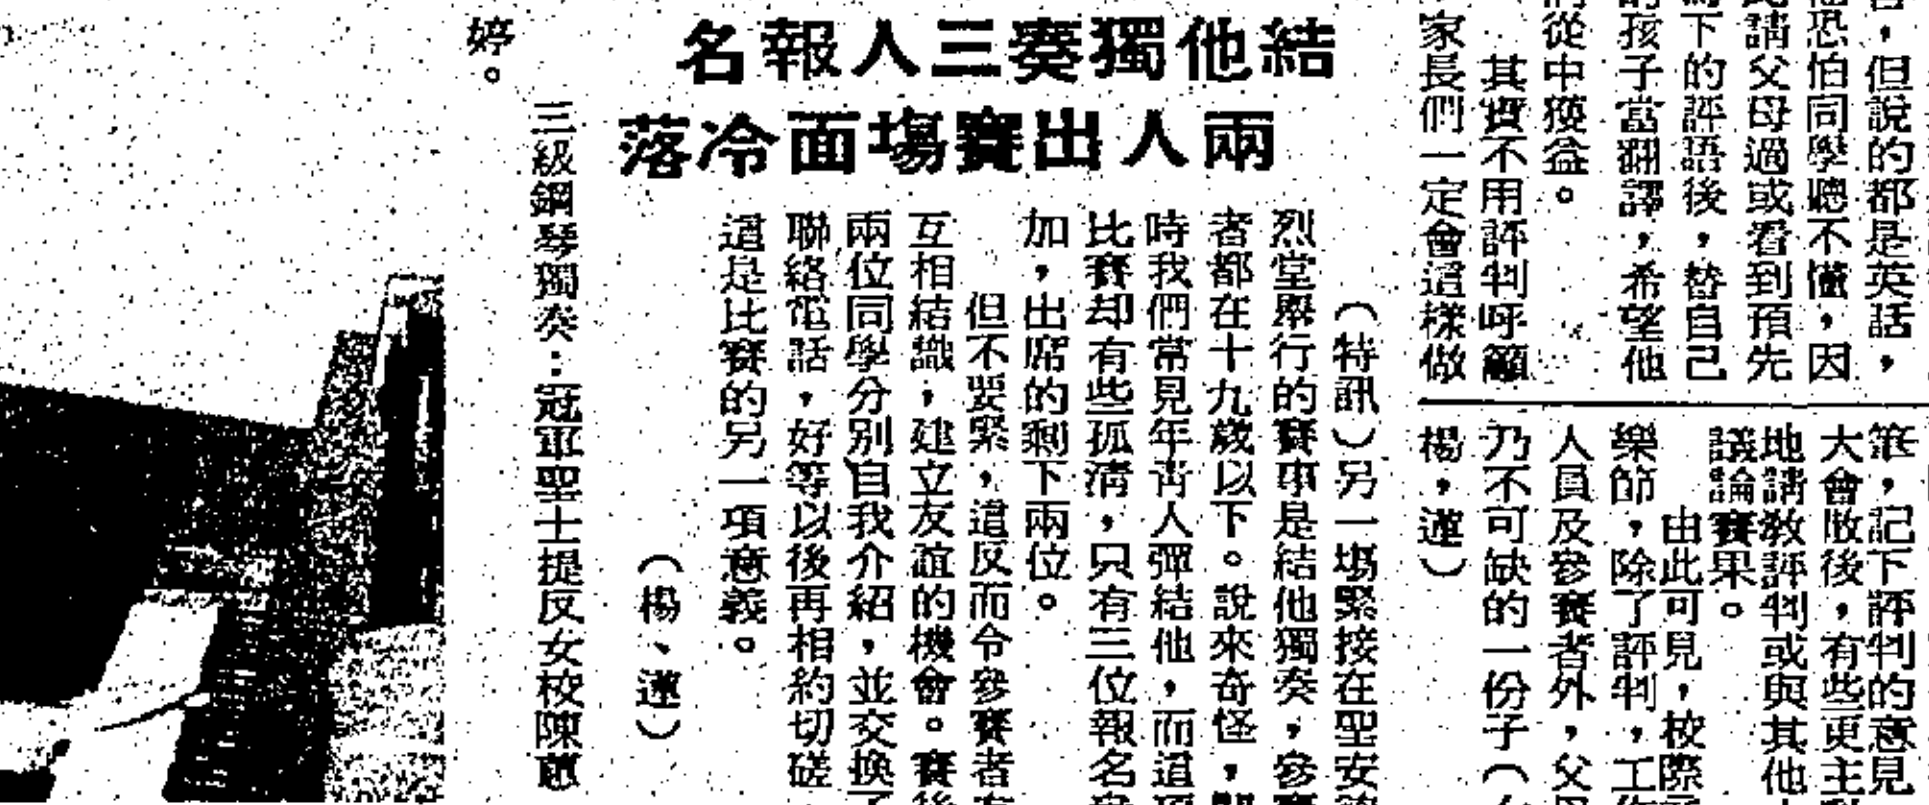 害，但說的都是英話，
他恐怕同學聽不懂，因
此請父母過或看到預先
寫下的評語後，替自己
的孩子當翻譯，希望他
們從中獲益。
其實不用評判呼籲
家長們一定會這樣做
筆，記下評判的意見
大會散後，有些更主
地請教評判或與其他
議論賽果。
由此可見，校際
樂節，除了評判，工作
人員及參賽者外，父
乃不可缺的一份子（
楊，蓮）
結他獨奏三人報名
兩人出賽場面冷落
（特訊）另一場緊接在聖安
烈堂舉行的賽事是結他獨奏，參賽
者都在十九歲以下。說來奇怪，
時我們常見年青人彈結他，而這項
比賽却有些孤清，只有三位報名
加，出席的剩下兩位。
但不要緊，這反而令參賽者有
互相結識，建立友誼的機會。賽後
兩位同學分別自我介紹，並交換了
聯絡電話，好等以後再相約切磋，
這是比賽的另一項意義。
（楊、蓮）
三級鋼琴獨奏：冠軍聖士提反女校陳
婷。